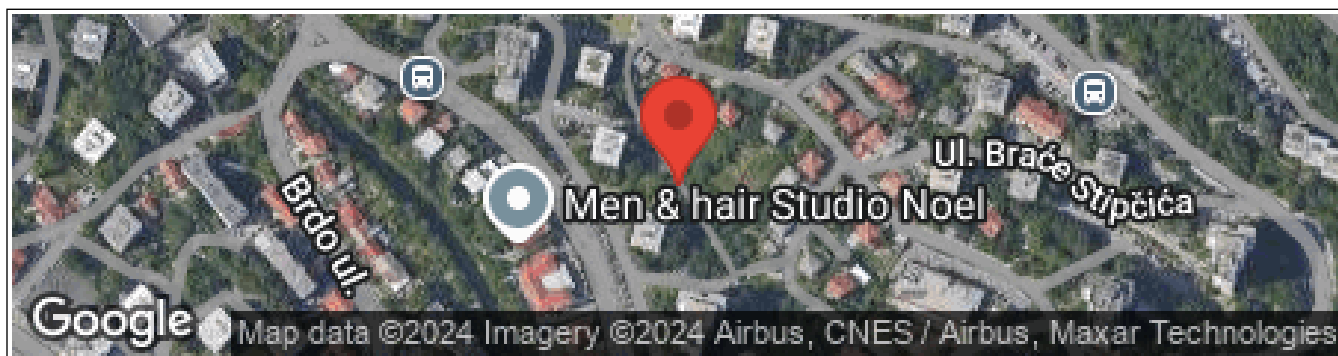 Ul. Braće Stipčića
Men & hair Studio Noel
Brdo ul.
Google
Map data ©2024 Imagery ©2024 Airbus, CNES / Airbus, Maxar Technologies